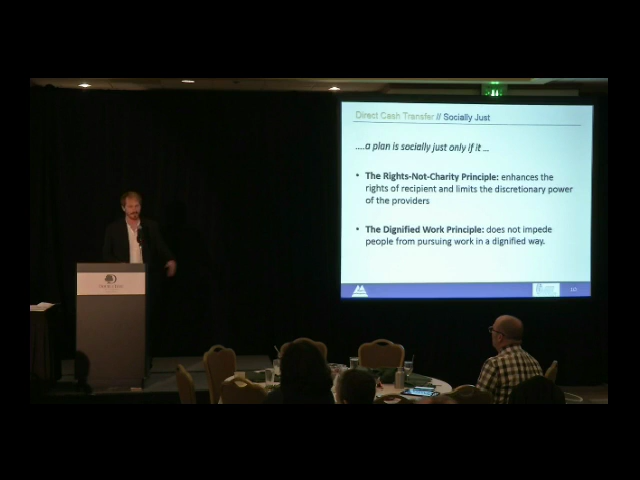 Direct Cash Transfer // Socially Just
....a plan is socially just only if it ...
• The Rights-Not-Charity Principle: enhances the
rights of recipient and limits the discretionary power
of the providers
• The Dignified Work Principle: does not impede
people from pursuing work in a dignified way.